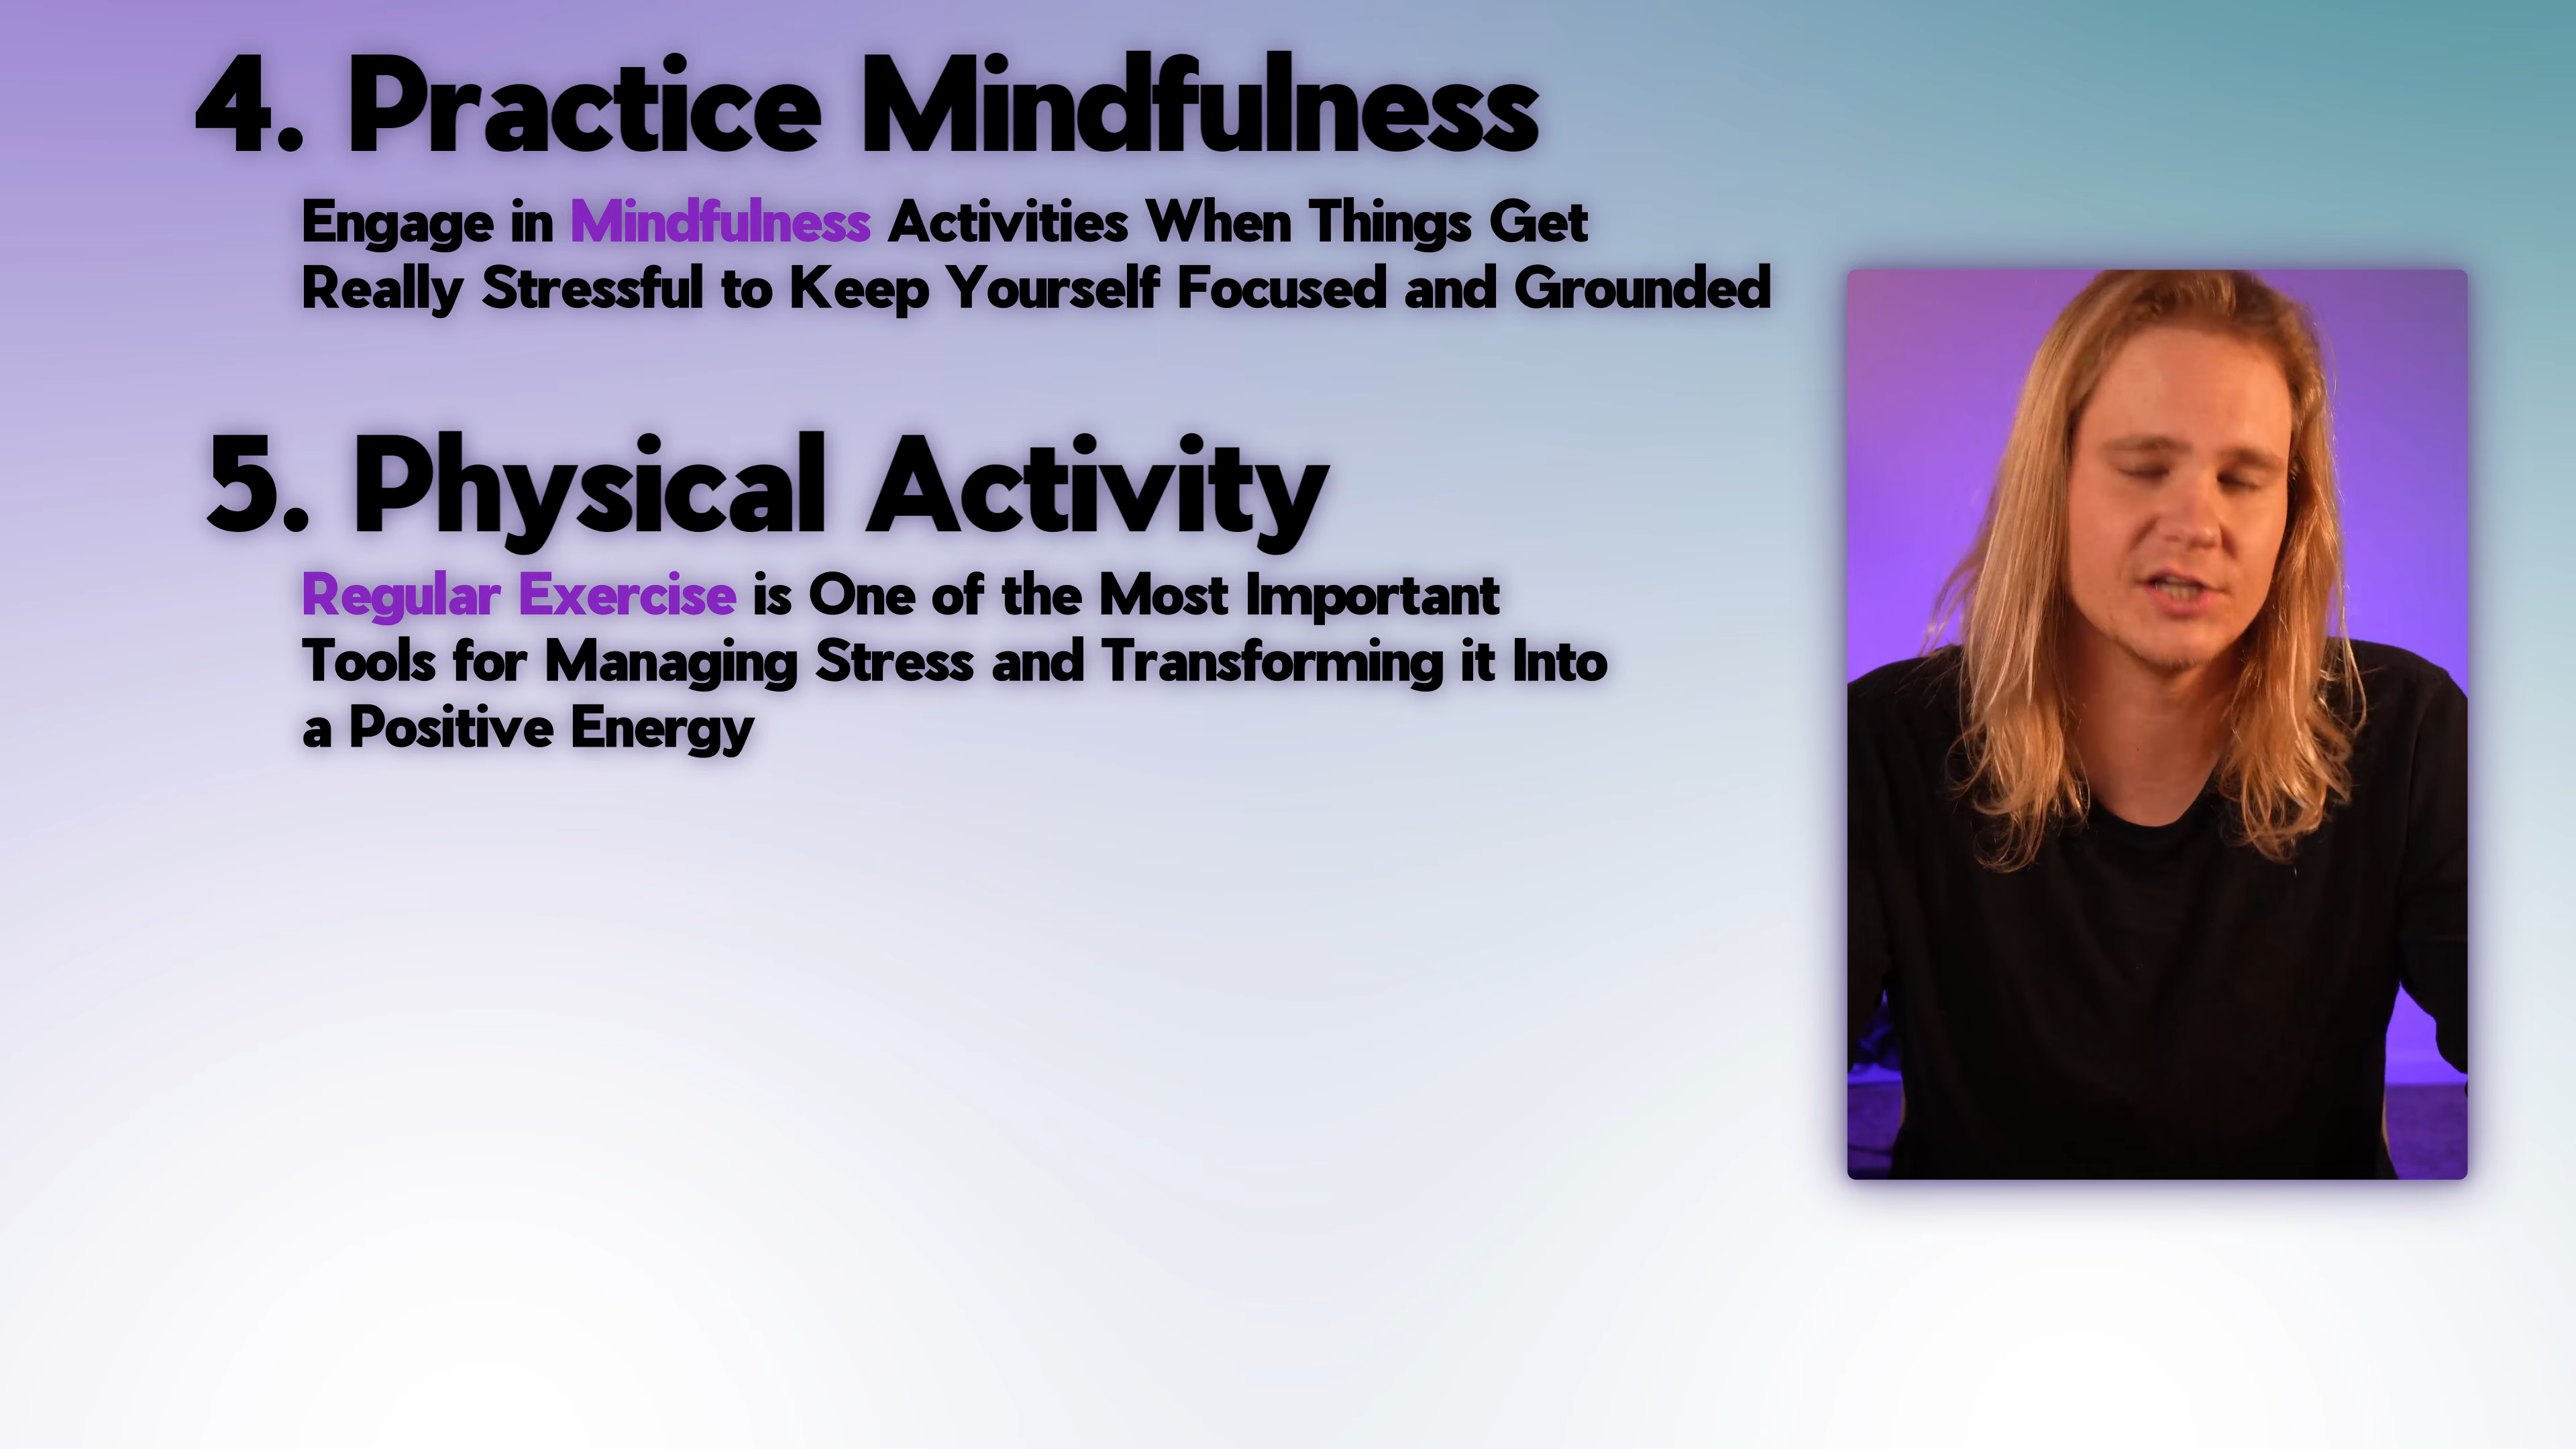 4. Practice Mindfulness
Engage in Mindfulness Activities When Things Get
Really Stressful to Keep Yourself Focused and Grounded
5. Physical Activity
Regular Exercise is One of the Most Important
Tools for Managing Stress and Transforming it Into
a Positive Energy